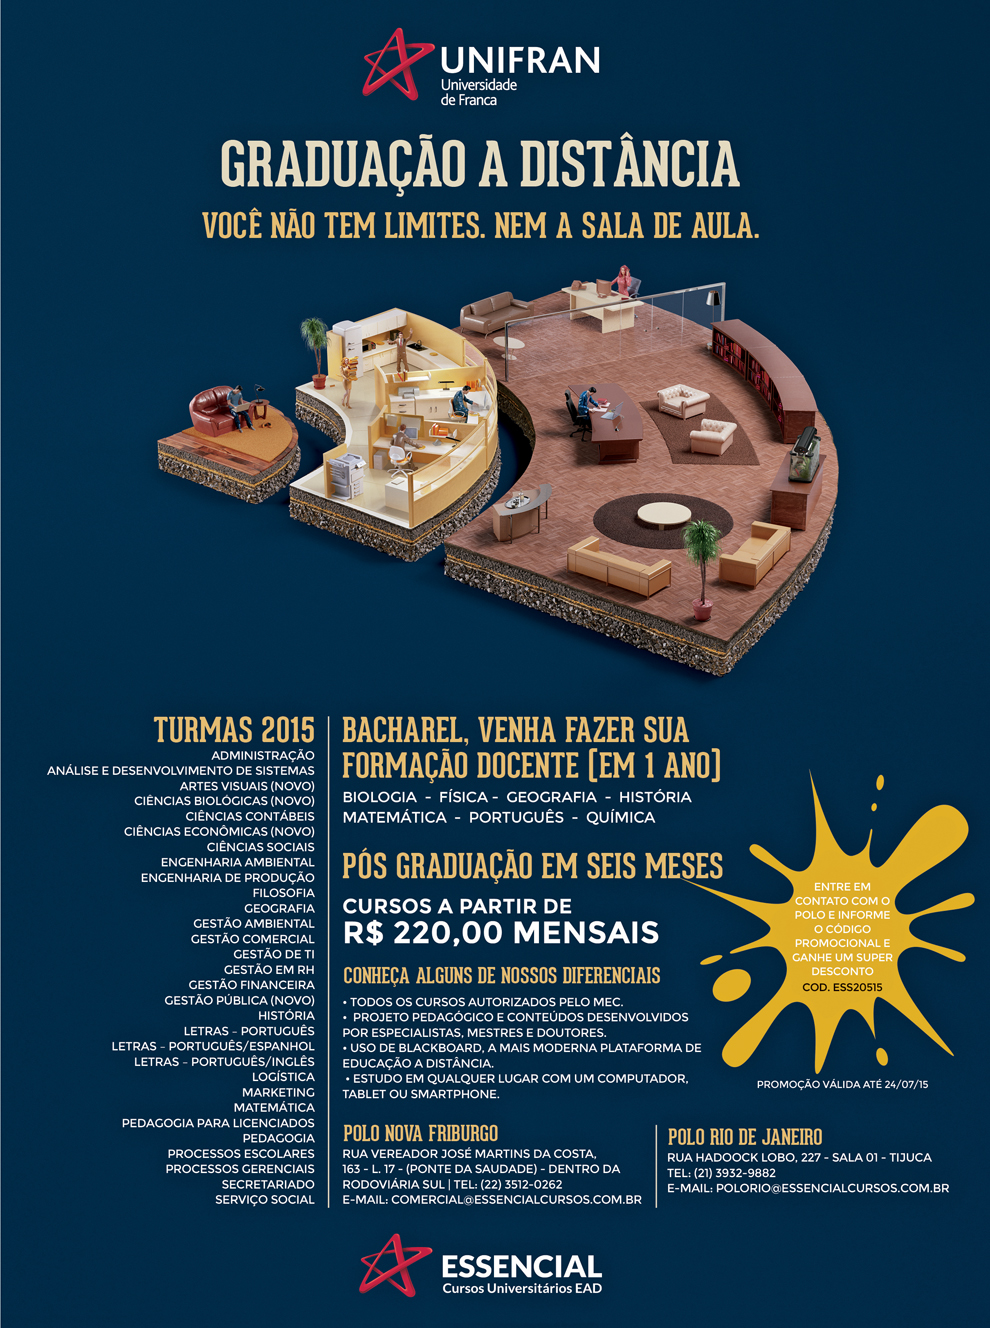 UNIFRAN
Universidade
de Franca
GRADUAÇÃO A DISTÂNCIA
VOCÊ NÃO TEM LIMITES. NEM A SALA DE AULA.
TURMAS 2015
ADMINISTRAÇÃO
ANÁLISE E DESENVOLVIMENTO DE SISTEMAS
ARTES VISUAIS (NOVO)
CIÊNCIAS BIOLÓGICAS (NOVO)
CIÊNCIAS CONTÁBEIS
CIÊNCIAS ECONÔMICAS (NOVO)
CIÊNCIAS SOCIAIS
ENGENHARIA AMBIENTAL
ENGENHARIA DE PRODUÇÃO
FILOSOFIA
GEOGRAFIA
GESTÃO AMBIENTAL
GESTÃO COMERCIAL
GESTÃO DE TI
GESTÃO EM RH
GESTÃO FINANCEIRA
GESTÃO PÚBLICA (NOVO)
HISTÓRIA
LETRAS – PORTUGUÊS
LETRAS – PORTUGUÊS/ESPANHOL
LETRAS – PORTUGUÊS/INGLÊS
LOGÍSTICA
MARKETING
MATEMÁTICA
PEDAGOGIA PARA LICENCIADOS
PEDAGOGIA
PROCESSOS ESCOLARES
PROCESSOS GERENCIAIS
SECRETARIADO
SERVIÇO SOCIAL
BACHAREL, VENHA FAZER SUA
FORMAÇÃO DOCENTE (EM 1 ANO)
BIOLOGIA - FÍSICA - GEOGRAFIA - HISTÓRIA
MATEMÁTICA - PORTUGUÊS - QUÍMICA
PÓS GRADUAÇÃO EM SEIS MESES
CURSOS A PARTIR DE
R$ 220,00 MENSAIS
CONHEÇA ALGUNS DE NOSSOS DIFERENCIAIS
• TODOS OS CURSOS AUTORIZADOS PELO MEC.
• PROJETO PEDAGÓGICO E CONTEÚDOS DESENVOLVIDOS
POR ESPECIALISTAS, MESTRES E DOUTORES.
• USO DE BLACKBOARD, A MAIS MODERNA PLATAFORMA DE
EDUCAÇÃO A DISTÂNCIA.
• ESTUDO EM QUALQUER LUGAR COM UM COMPUTADOR,
TABLET OU SMARTPHONE.
ENTRE EM
CONTATO COM O
POLO E INFORME
O CÓDIGO
PROMOCIONAL E
GANHE UM SUPER
DESCONTO
COD. ESS20515
PROMOÇÃO VÁLIDA ATÉ 24/07/15
POLO NOVA FRIBURGO
RUA VEREADOR JOSÉ MARTINS DA COSTA,
163 - L. 17 - (PONTE DA SAUDADE) - DENTRO DA
RODOVIÁRIA SUL | TEL: (22) 3512-0262
E-MAIL: COMERCIAL@ESSENCIALCURSOS.COM.BR
POLO RIO DE JANEIRO
RUA HADOOCK LOBO, 227 - SALA 01 - TIJUCA
TEL: (21) 3932-9882
E-MAIL: POLORIO@ESSENCIALCURSOS.COM.BR
ESSENCIAL
Cursos Universitários EAD